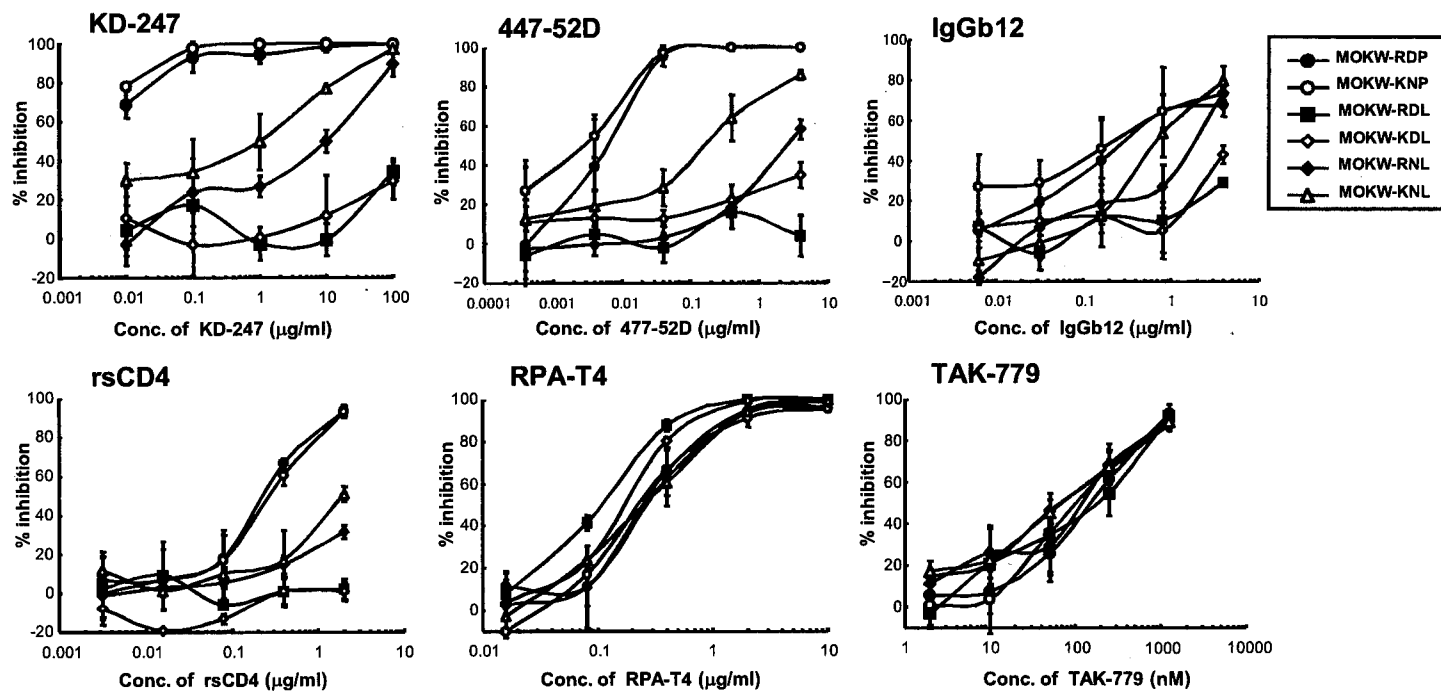 KD-247
% inhibition
100
80
60
40
20
0
-20
0.001
0.01
0.1
1
10
100
Conc. of KD-247 (μg/ml)
447-52D
% inhibition
100
80
60
40
20
0
-20
0.0001
0.01
0.1
1
10
Conc. of 477-52D (μg/ml)
IgGb12
% inhibition
100
80
60
40
20
0
-20
0.001
0.01
0.1
1
10
Conc. of IgGb12 (μg/ml)
MOKW-RDP
MOKW-KNP
MOKW-RDL
MOKW-KDL
MOKW-RNL
MOKW-KNL
rsCD4
% inhibition
100
80
60
40
20
0
-20
0.001
0.01
0.1
1
10
Conc. of rsCD4 (μg/ml)
RPA-T4
% inhibition
100
80
60
40
20
0
0.01
0.1
1
10
Conc. of RPA-T4 (μg/ml)
TAK-779
% inhibition
100
80
60
40
20
0
1
10
100
1000
5000
Conc. of TAK-779 (nM)